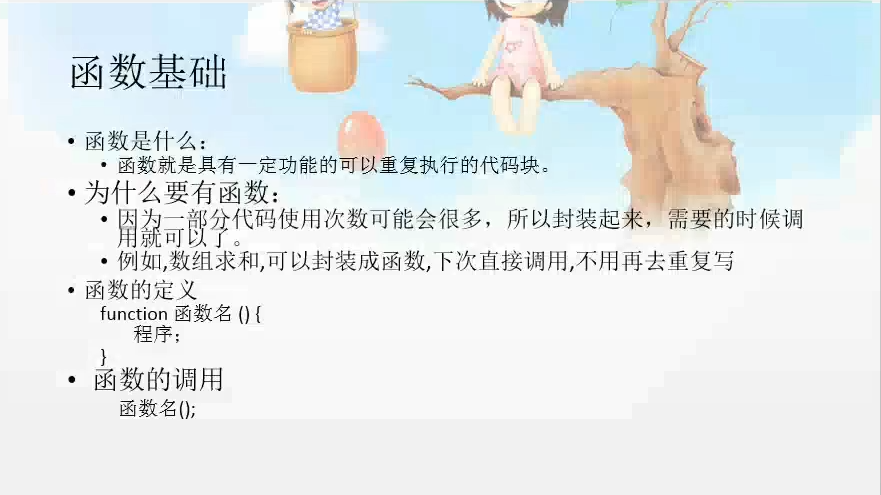 函数基础
• 函数是什么：
• 函数就是具有一定功能的可以重复执行的代码块。
• 为什么要有函数：
• 因为一部分代码使用次数可能会很多，所以封装起来，需要的时候调
用就可以了。
• 例如,数组求和,可以封装成函数,下次直接调用,不用再去重复写
• 函数的定义
function 函数名 () {
程序；
}
• 函数的调用
函数名();